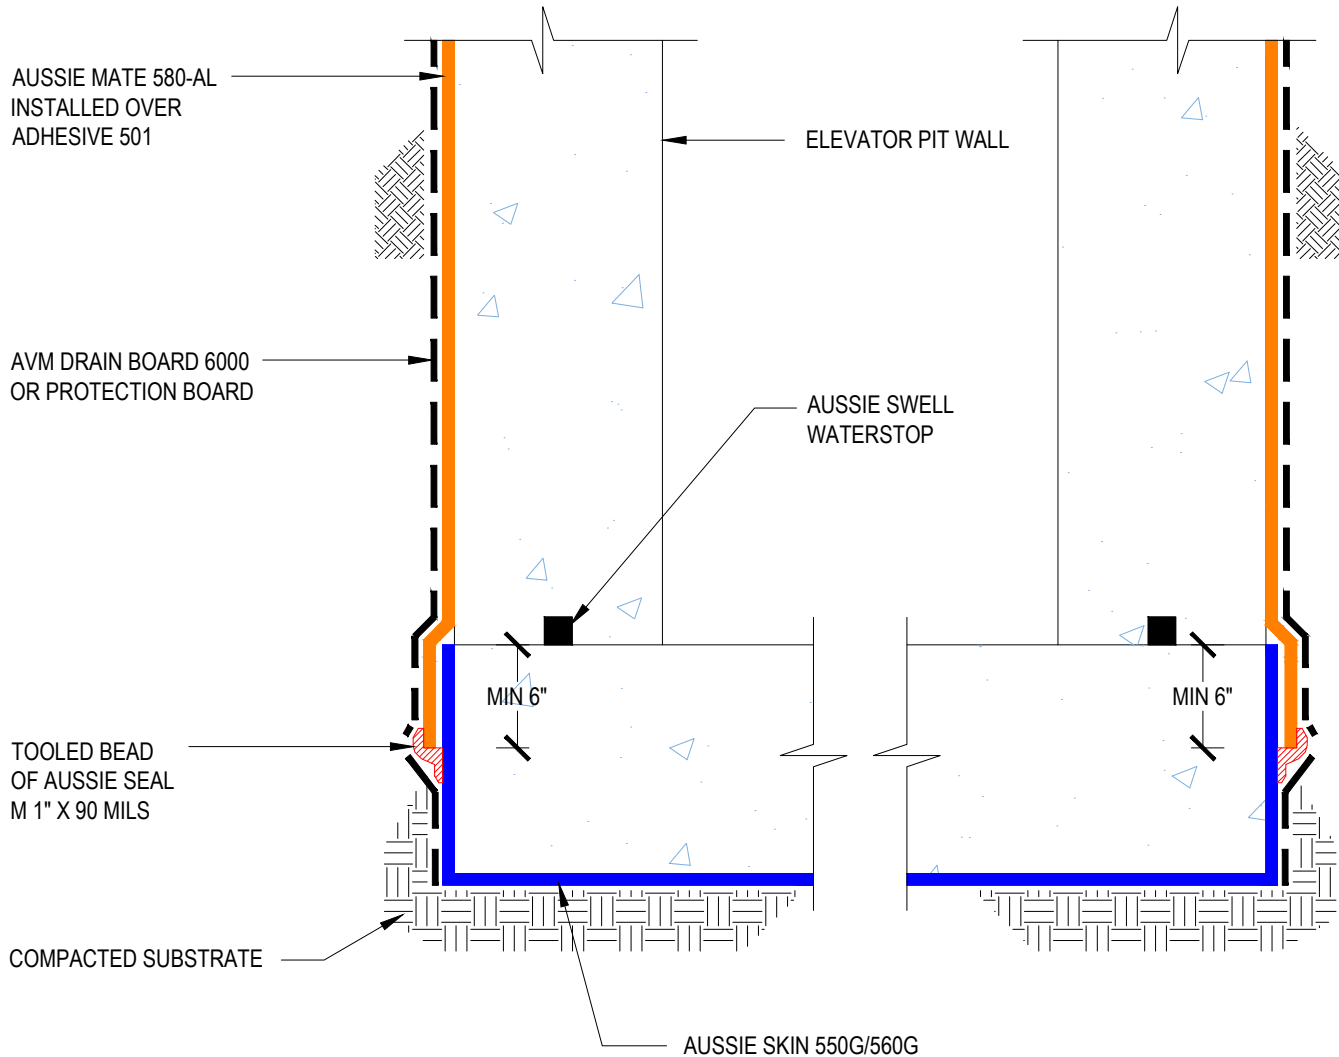 AUSSIE MATE 580-AL
INSTALLED OVER
ADHESIVE 501
ELEVATOR PIT WALL
AVM DRAIN BOARD 6000
OR PROTECTION BOARD
AUSSIE SWELL
WATERSTOP
MIN 6"
MIN 6"
TOOLED BEAD
OF AUSSIE SEAL
M 1" X 90 MILS
COMPACTED SUBSTRATE
AUSSIE SKIN 550G/560G